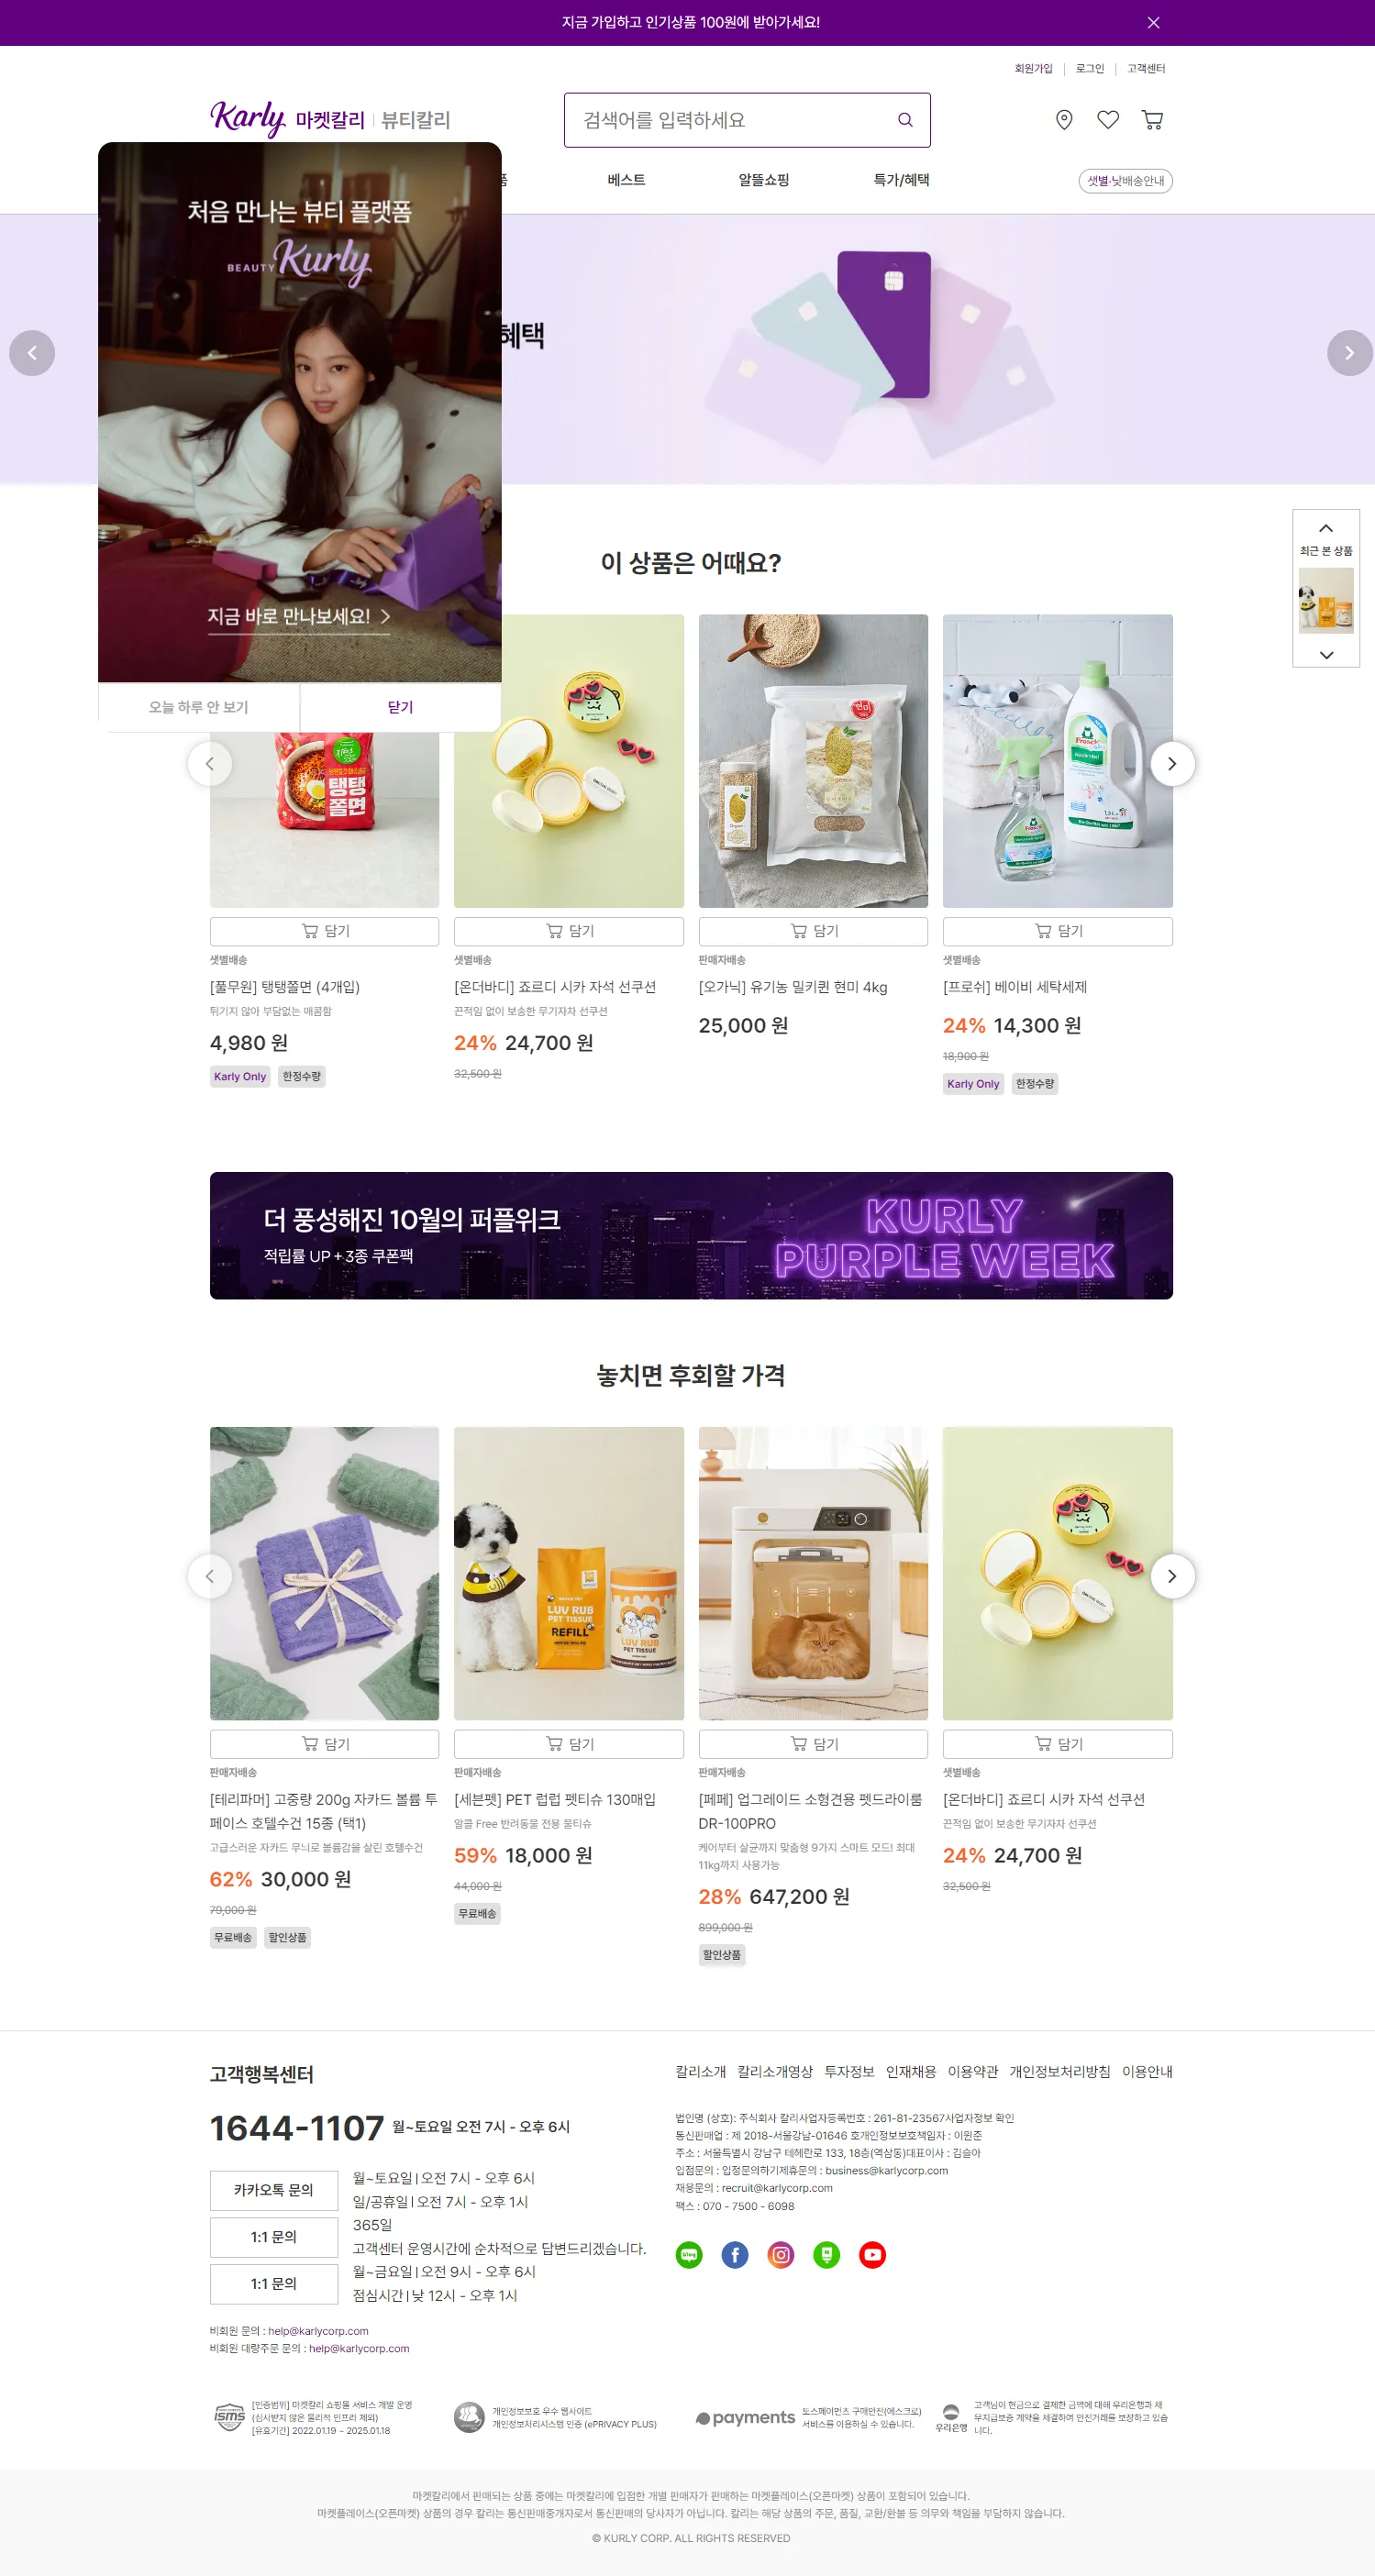 지금 가입하고 인기상품 100원에 받아가세요!
회원가입 로그인 고객센터
Karly 마켓칼리 뷰티칼리
검색어를 입력하세요
베스트 알뜰쇼핑 특가/혜택
샛별·낮배송안내
처음 만나는 뷰티 플랫폼
BEAUTY Kurly
혜택
지금 바로 만나보세요!
오늘 하루 안 보기 닫기
이 상품은 어때요?
최근 본 상품
탱탱쫄면
현미
담기 담기 담기 담기
샛별배송
[풀무원] 탱탱쫄면 (4개입)
튀기지 않아 부담없는 매콤함
4,980 원
Karly Only 한정수량
샛별배송
[온더바디] 죠르디 시카 자석 선쿠션
끈적임 없이 보송한 무기자차 선쿠션
24% 24,700 원
32,500 원
판매자배송
[오가닉] 유기농 밀키퀸 현미 4kg
25,000 원
샛별배송
[프로쉬] 베이비 세탁세제
24% 14,300 원
18,900 원
Karly Only 한정수량
더 풍성해진 10월의 퍼플위크
적립률 UP + 3종 쿠폰팩
KURLY
PURPLE WEEK
놓치면 후회할 가격
LUV RUB
PET TISSUE
REFILL
LUV RUB
PET TISSUE
담기 담기 담기 담기
판매자배송
[테리파머] 고중량 200g 자카드 볼륨 투
페이스 호텔수건 15종 (택1)
고급스러운 자카드 무늬로 볼륨감을 살린 호텔수건
62% 30,000 원
79,000 원
무료배송 할인상품
판매자배송
[세븐펫] PET 럽럽 펫티슈 130매입
알콜 Free 반려동물 전용 물티슈
59% 18,000 원
44,000 원
무료배송
판매자배송
[페페] 업그레이드 소형견용 펫드라이룸
DR-100PRO
케어부터 살균까지 맞춤형 9가지 스마트 모드! 최대
11kg까지 사용가능
28% 647,200 원
899,000 원
할인상품
샛별배송
[온더바디] 죠르디 시카 자석 선쿠션
끈적임 없이 보송한 무기자차 선쿠션
24% 24,700 원
32,500 원
고객행복센터
1644-1107 월~토요일 오전 7시 - 오후 6시
카카오톡 문의
1:1 문의
1:1 문의
월~토요일 | 오전 7시 - 오후 6시
일/공휴일 | 오전 7시 - 오후 1시
365일
고객센터 운영시간에 순차적으로 답변드리겠습니다.
월~금요일 | 오전 9시 - 오후 6시
점심시간 | 낮 12시 - 오후 1시
비회원 문의 : help@karlycorp.com
비회원 대량주문 문의 : help@karlycorp.com
칼리소개 칼리소개영상 투자정보 인재채용 이용약관 개인정보처리방침 이용안내
법인명 (상호): 주식회사 칼리사업자등록번호 : 261-81-23567사업자정보 확인
통신판매업 : 제 2018-서울강남-01646 호개인정보보호책임자 : 이원준
주소 : 서울특별시 강남구 테헤란로 133, 18층(역삼동)대표이사 : 김슬아
입점문의 : 입정문의하기제휴문의 : business@karlycorp.com
채용문의 : recruit@karlycorp.com
팩스 : 070 - 7500 - 6098
blog
isms
[인증범위] 마켓칼리 쇼핑몰 서비스 개발 운영
(심사받지 않은 물리적 인프라 제외)
[유효기간] 2022.01.19 ~ 2025.01.18
개인정보보호 우수 웹사이트
개인정보처리시스템 인증 (ePRIVACY PLUS)
payments
토스페이먼츠 구매안전(에스크로)
서비스를 이용하실 수 있습니다.
우리은행
고객님이 현금으로 결제한 금액에 대해 우리은행과 채
무지급보증 계약을 체결하여 안전거래를 보장하고 있습
니다.
마켓칼리에서 판매되는 상품 중에는 마켓칼리에 입점한 개별 판매자가 판매하는 마켓플레이스(오픈마켓) 상품이 포함되어 있습니다.
마켓플레이스(오픈마켓) 상품의 경우 칼리는 통신판매중개자로서 통신판매의 당사자가 아닙니다. 칼리는 해당 상품의 주문, 품질, 교환/환불 등 의무와 책임을 부담하지 않습니다.
© KURLY CORP. ALL RIGHTS RESERVED